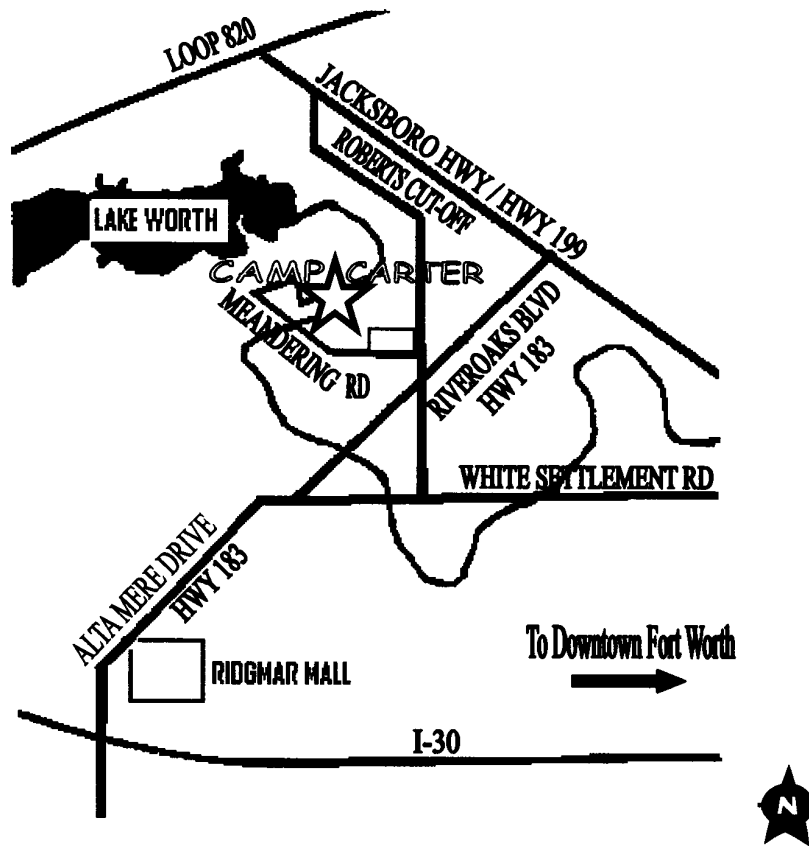 LOOP 820
JACKSBORO HWY / HWY 199
ROBERTS CUT-OFF
LAKE WORTH
CAMP CARTER
MEANDERING RD
RIVEROAKS BLVD
HWY 183
WHITE SETTLEMENT RD
ALTA MERE DRIVE
HWY 183
To Downtown Fort Worth
RIDGMAR MALL
I-30
N